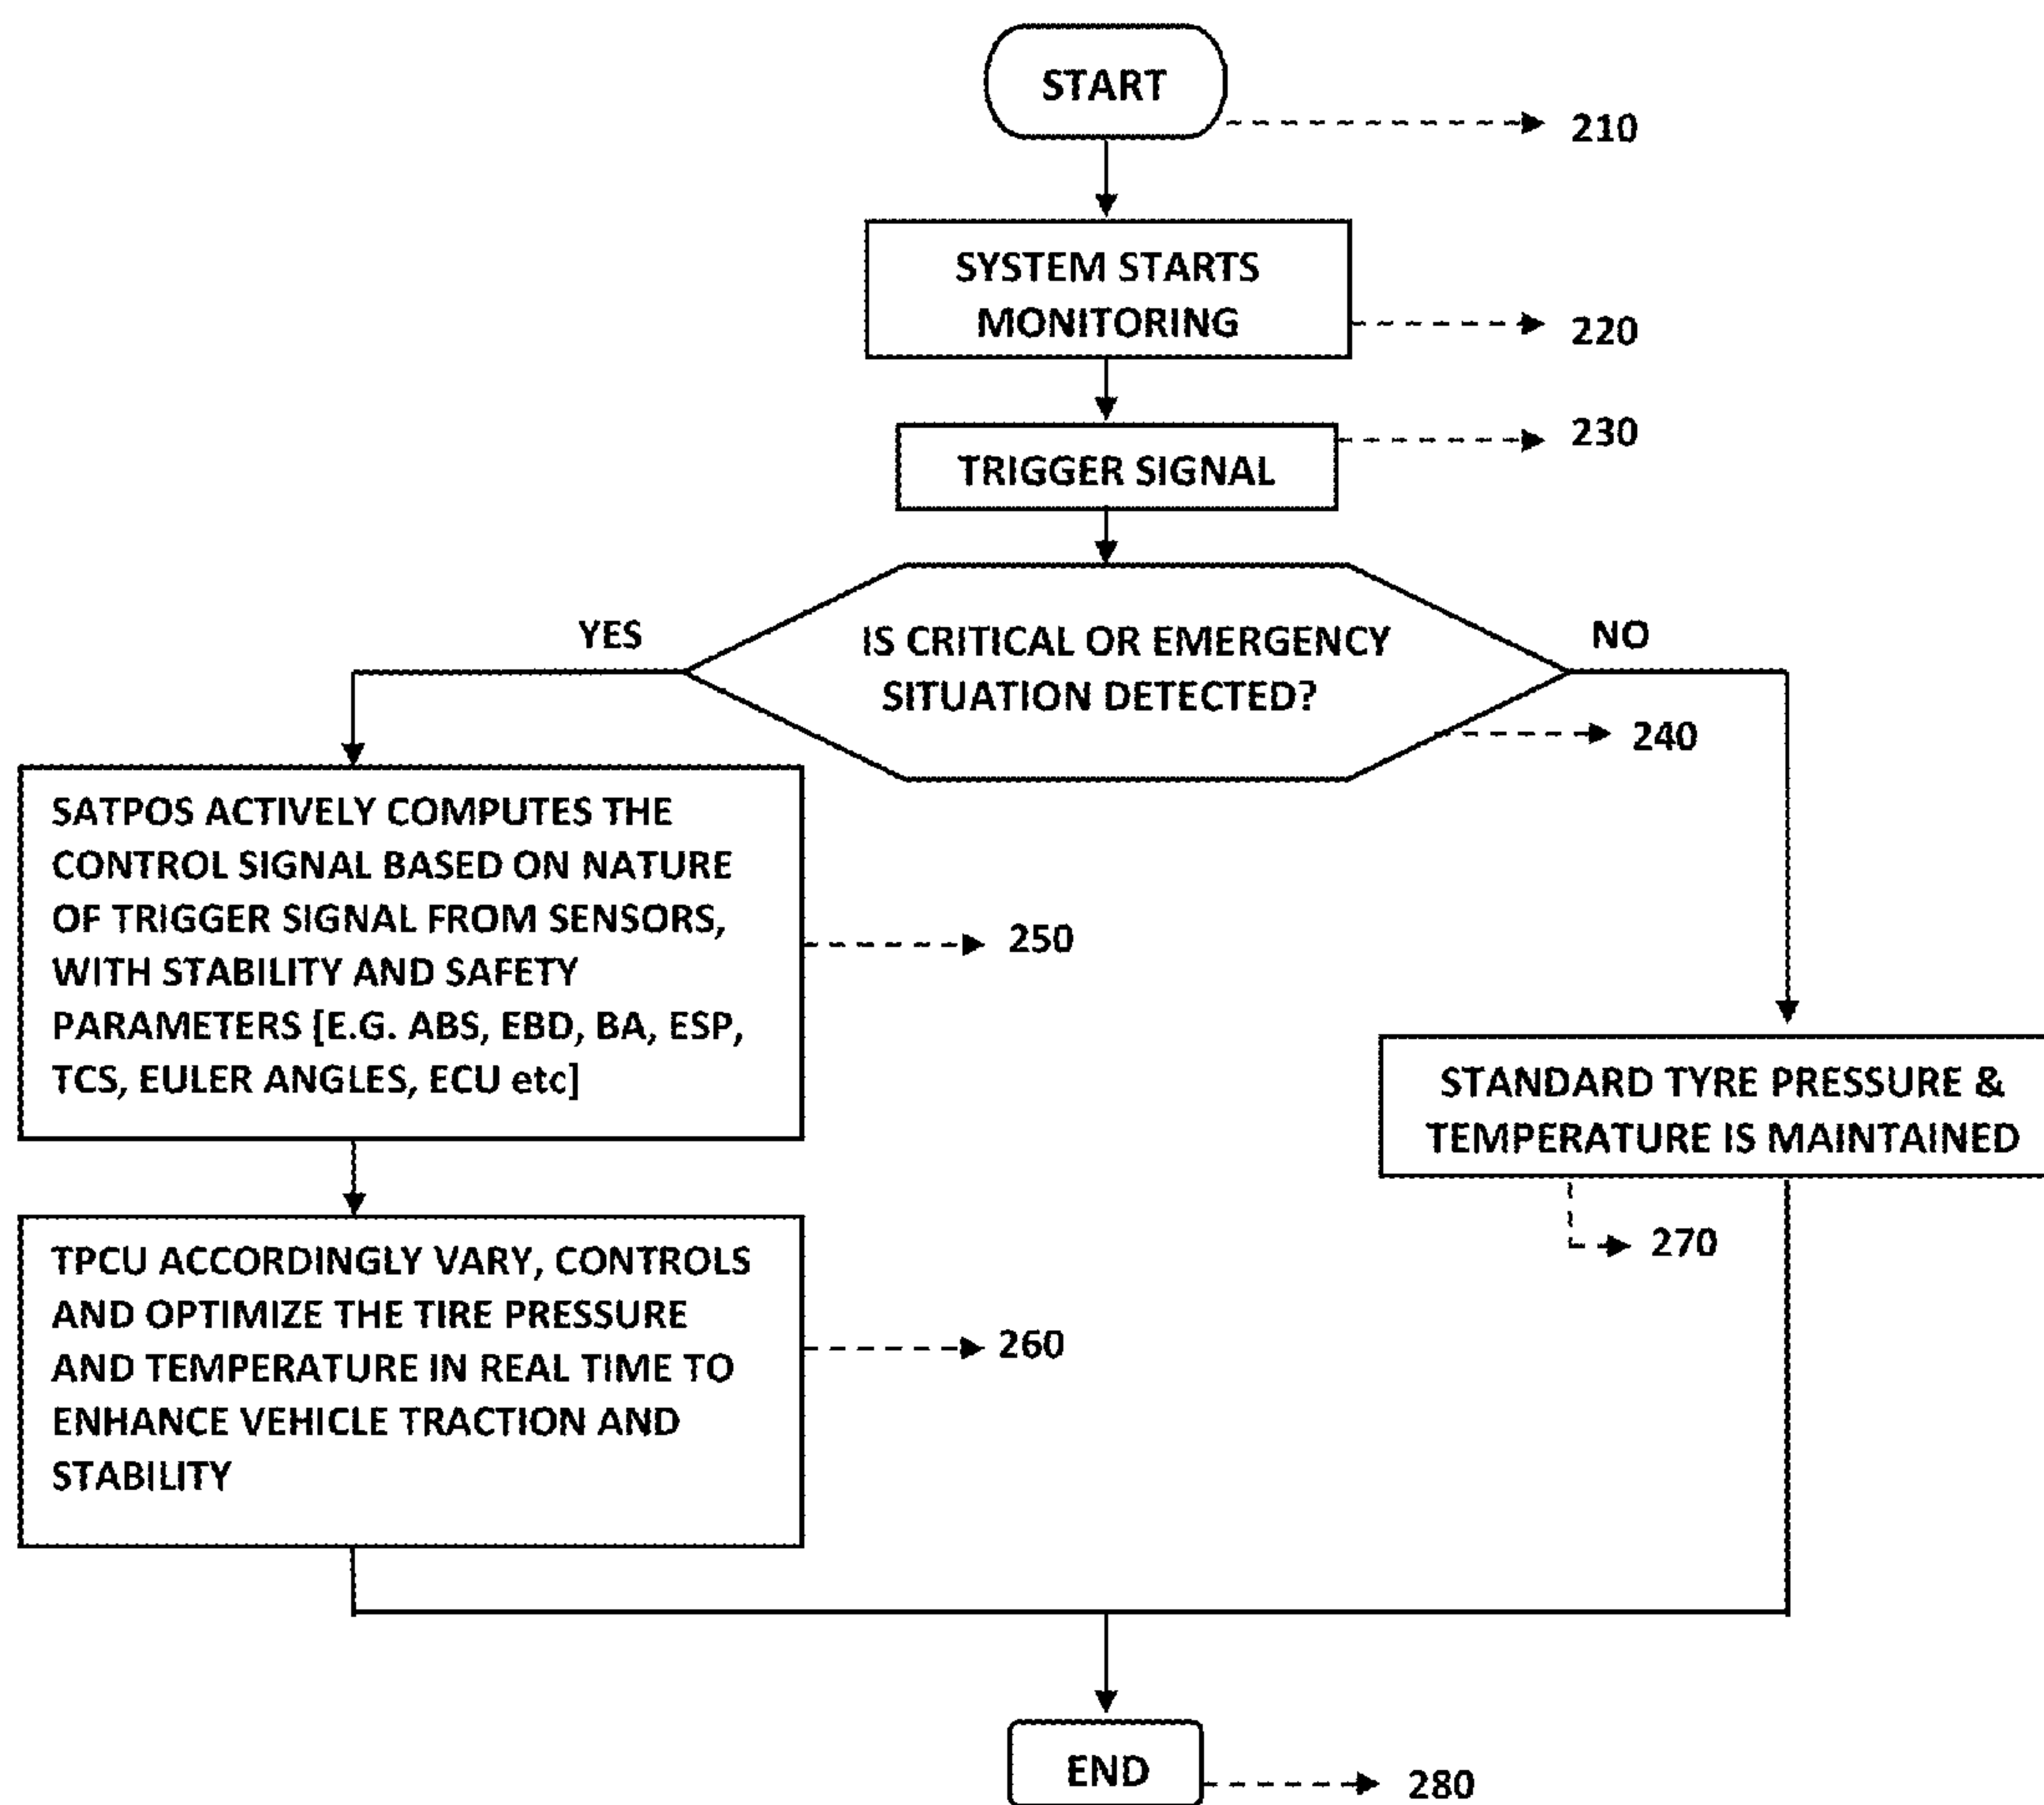 START
210
SYSTEM STARTS
MONITORING
220
230
TRIGGER SIGNAL
YES
IS CRITICAL OR EMERGENCY
SITUATION DETECTED?
NO
240
SATPOS ACTIVELY COMPUTES THE
CONTROL SIGNAL BASED ON NATURE
OF TRIGGER SIGNAL FROM SENSORS,
WITH STABILITY AND SAFETY
PARAMETERS [E.G. ABS, EBD, BA, ESP,
TCS, EULER ANGLES, ECU etc]
250
STANDARD TYRE PRESSURE &
TEMPERATURE IS MAINTAINED
270
TPCU ACCORDINGLY VARY, CONTROLS
AND OPTIMIZE THE TIRE PRESSURE
AND TEMPERATURE IN REAL TIME TO
ENHANCE VEHICLE TRACTION AND
STABILITY
260
END
280